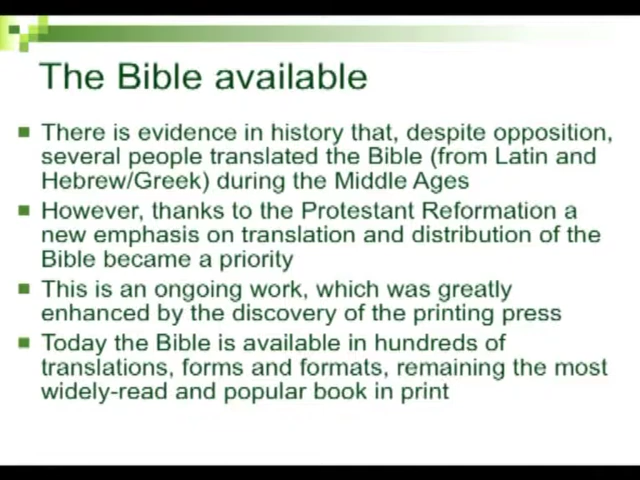 The Bible available
There is evidence in history that, despite opposition,
several people translated the Bible (from Latin and
Hebrew/Greek) during the Middle Ages
However, thanks to the Protestant Reformation a
new emphasis on translation and distribution of the
Bible became a priority
This is an ongoing work, which was greatly
enhanced by the discovery of the printing press
Today the Bible is available in hundreds of
translations, forms and formats, remaining the most
widely-read and popular book in print